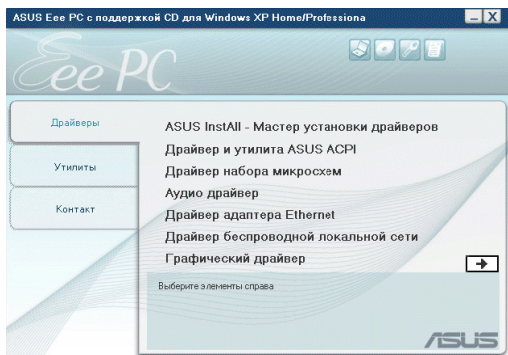 ASUS Eee PC с поддержкой CD для Windows XP Home/Professiona
Eee PC
Драйверы
Утилиты
Контакт
ASUS InstAll - Мастер установки драйверов
Драйвер и утилита ASUS ACPI
Драйвер набора микросхем
Аудио драйвер
Драйвер адаптера Ethernet
Драйвер беспроводной локальной сети
Графический драйвер
Выберите элементы справа
ASUS